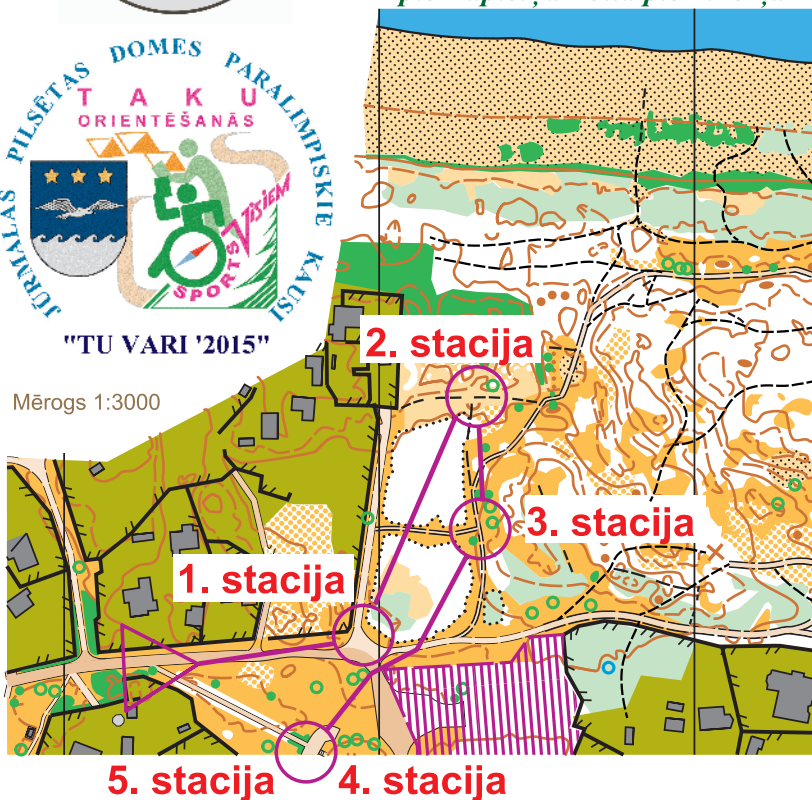 JŪRMALAS PILSĒTAS DOMES PARALIMPISKIE KAUSI
T A K U
ORIENTĒŠANĀS
SPORTS VISIEM
"TU VARI '2015"
Mērogs 1:3000
2. stacija
3. stacija
1. stacija
5. stacija
4. stacija